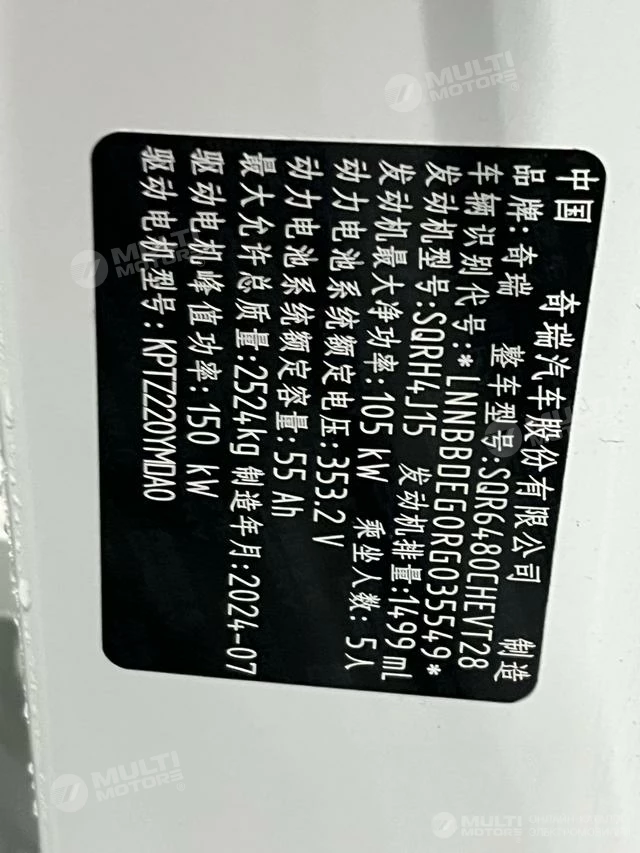 中国 奇瑞汽车股份有限公司 制造
品牌:奇瑞 整车型号:SQR6480CHEVT28
车辆识别代号:*LNNBBDEG0RG035549*
发动机型号:SQRH4J15 发动机排量:1499 mL
发动机最大净功率:105 kW 乘坐人数: 5人
动力电池系统额定电压:353.2 V
动力电池系统额定容量:55 Ah
最大允许总质量:2524kg 制造年月:2024-07
驱动电机峰值功率:150 kW
驱动电机型号:KPTZ220YMDA0
MULTI
MOTORS
MULTI
MOTORS
MULTI
MOTORS
MULTI
MOTORS